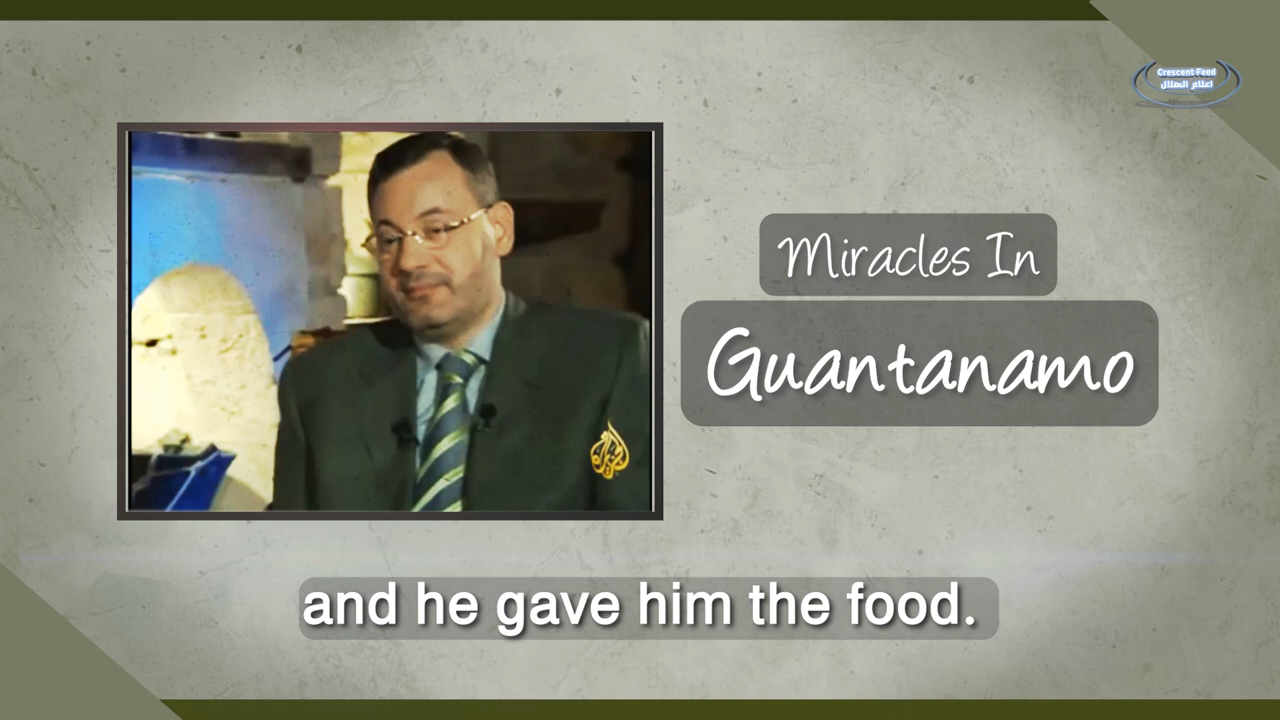 Crescent Feed
اعلام الهلال
Miracles In
Guantanamo
and he gave him the food.